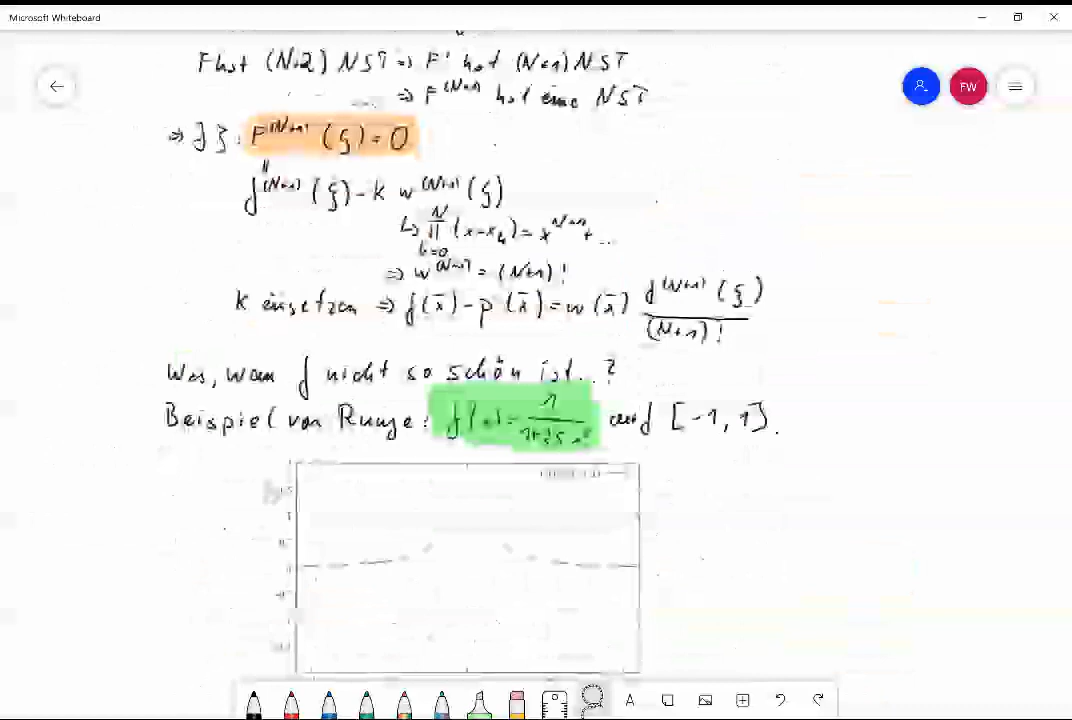 Microsoft Whiteboard
F hat (N+2) NST ⇒ F' hat (N+1) NST
⇒ F^(N+1) hat eine NST
⇒ ∃ ξ: F^(N+1) (ξ) = 0
f^(N+1) (ξ) - K w^(N+1) (ξ)
↳ ∏_{k=0}^{N} (x-x_k) = x^{N+1} + ...
⇒ w^(N+1) = (N+1)!
K einsetzen ⇒ f(x̄) - p(x̄) = w(x̄) f^(N+1) (ξ) / (N+1)!
Was, wenn f nicht so schön ist...?
Beispiel von Runge: f(x) = 1 / 1+25x² auf [-1, 1].
FW
A